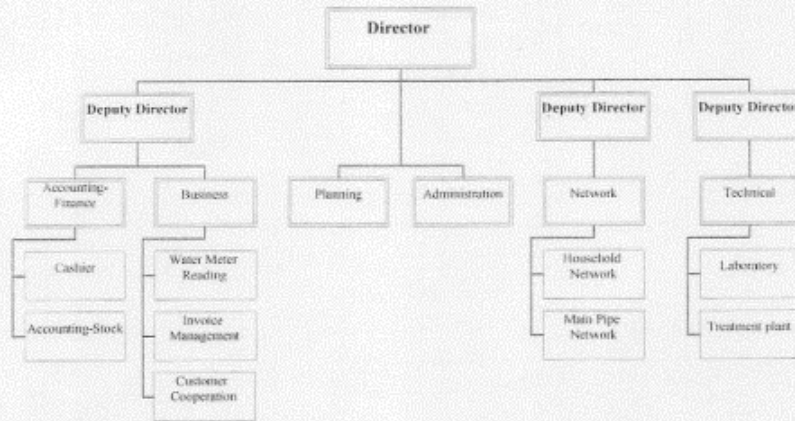 Director
Deputy Director
Deputy Director
Deputy Director
Accounting-
Finance
Business
Planning
Administration
Network
Technical
Cashier
Water Meter
Reading
Household
Network
Laboratory
Accounting-Stock
Invoice
Management
Main Pipe
Network
Treatment plant
Customer
Cooperation